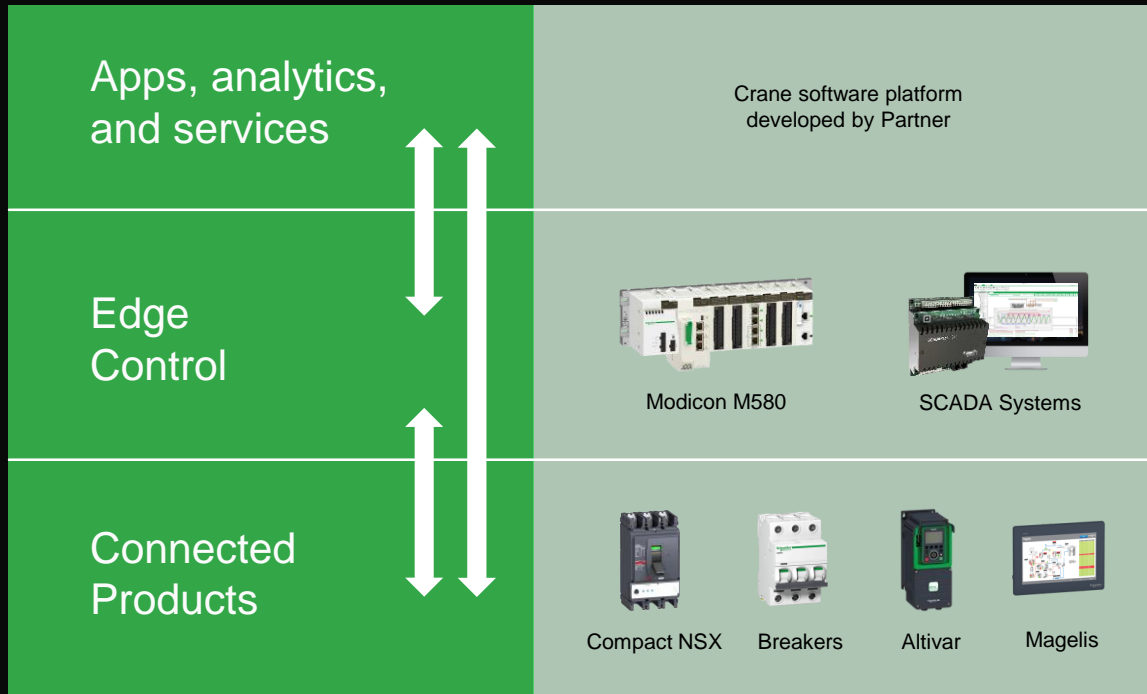 Apps, analytics,
and services
Crane software platform
developed by Partner
Edge
Control
Modicon M580
SCADA Systems
Connected
Products
Compact NSX
Breakers
Altivar
Magelis